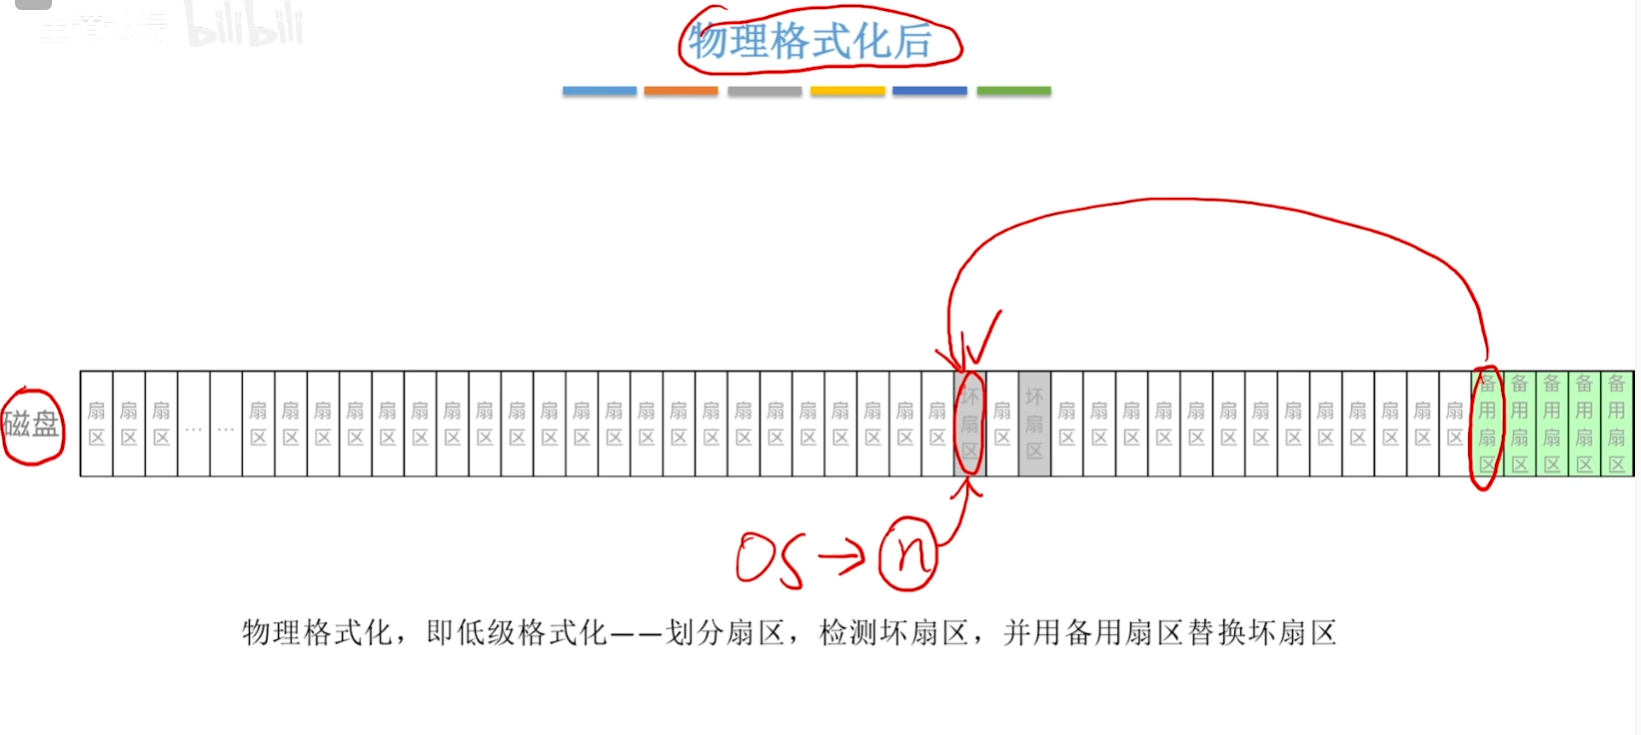 bilibili
物理格式化后
磁盘
扇区 扇区 扇区 … … 扇区 扇区 扇区 扇区 扇区 扇区 扇区 扇区 扇区 扇区 扇区 扇区 扇区 扇区 扇区 扇区 扇区 扇区 扇区 扇区 扇区 扇区 坏扇区 扇区 坏扇区 扇区 扇区 扇区 扇区 扇区 扇区 扇区 扇区 扇区 扇区 扇区 扇区 扇区 备用扇区 备用扇区 备用扇区 备用扇区 备用扇区
OS→n
物理格式化，即低级格式化——划分扇区，检测坏扇区，并用备用扇区替换坏扇区